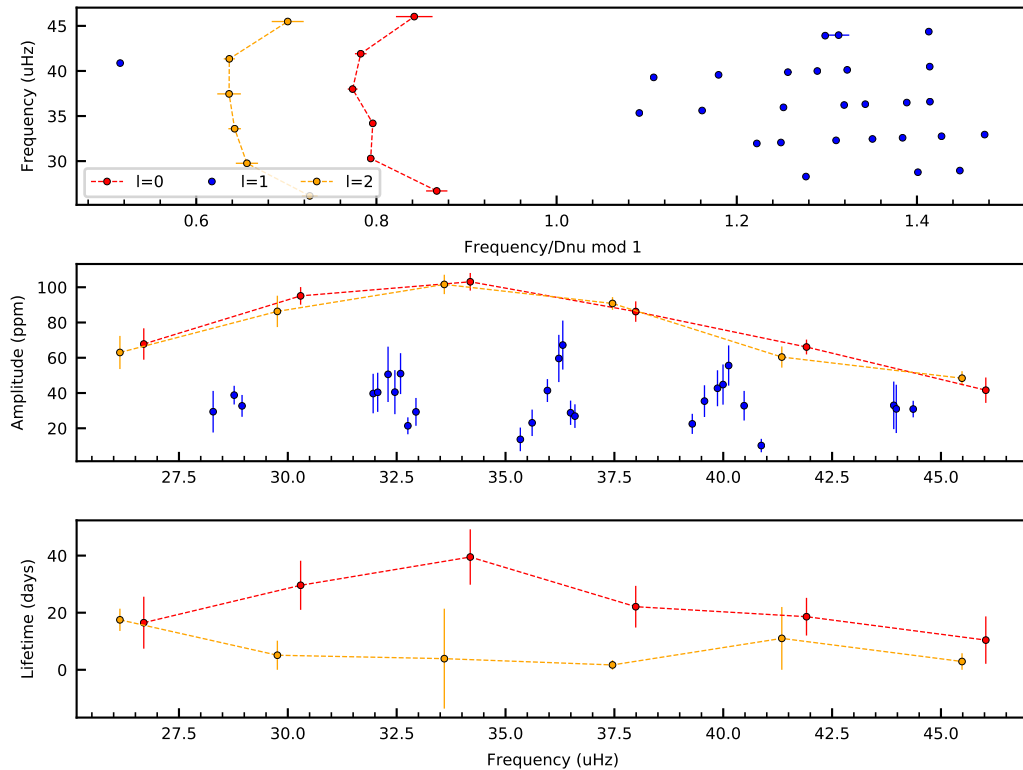 45
40
35
30
Frequency (uHz)
l=0 l=1 l=2
0.6 0.8 1.0 1.2 1.4
Frequency/Dnu mod 1
100
80
60
40
20
Amplitude (ppm)
27.5 30.0 32.5 35.0 37.5 40.0 42.5 45.0
40
20
0
Lifetime (days)
27.5 30.0 32.5 35.0 37.5 40.0 42.5 45.0
Frequency (uHz)